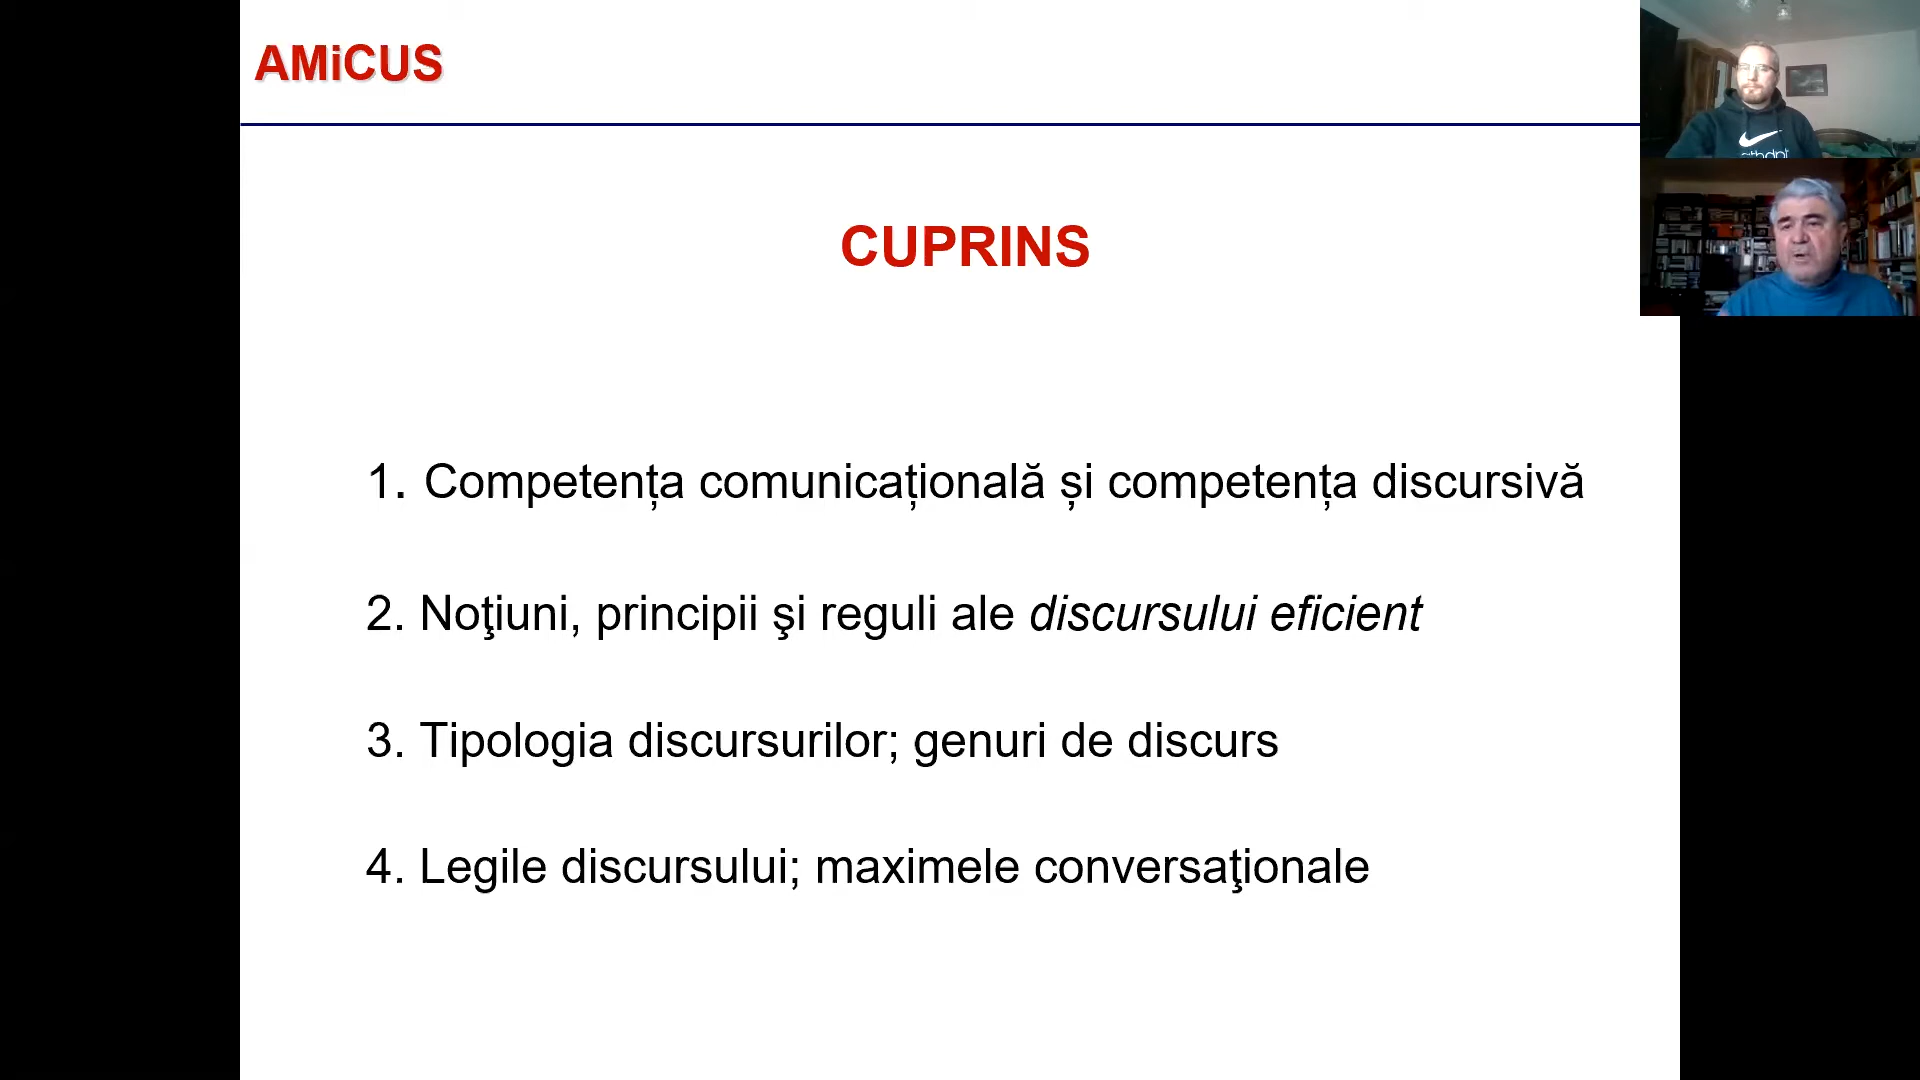 AMiCUS
CUPRINS
1. Competența comunicațională și competența discursivă
2. Noţiuni, principii şi reguli ale discursului eficient
3. Tipologia discursurilor; genuri de discurs
4. Legile discursului; maximele conversaţionale